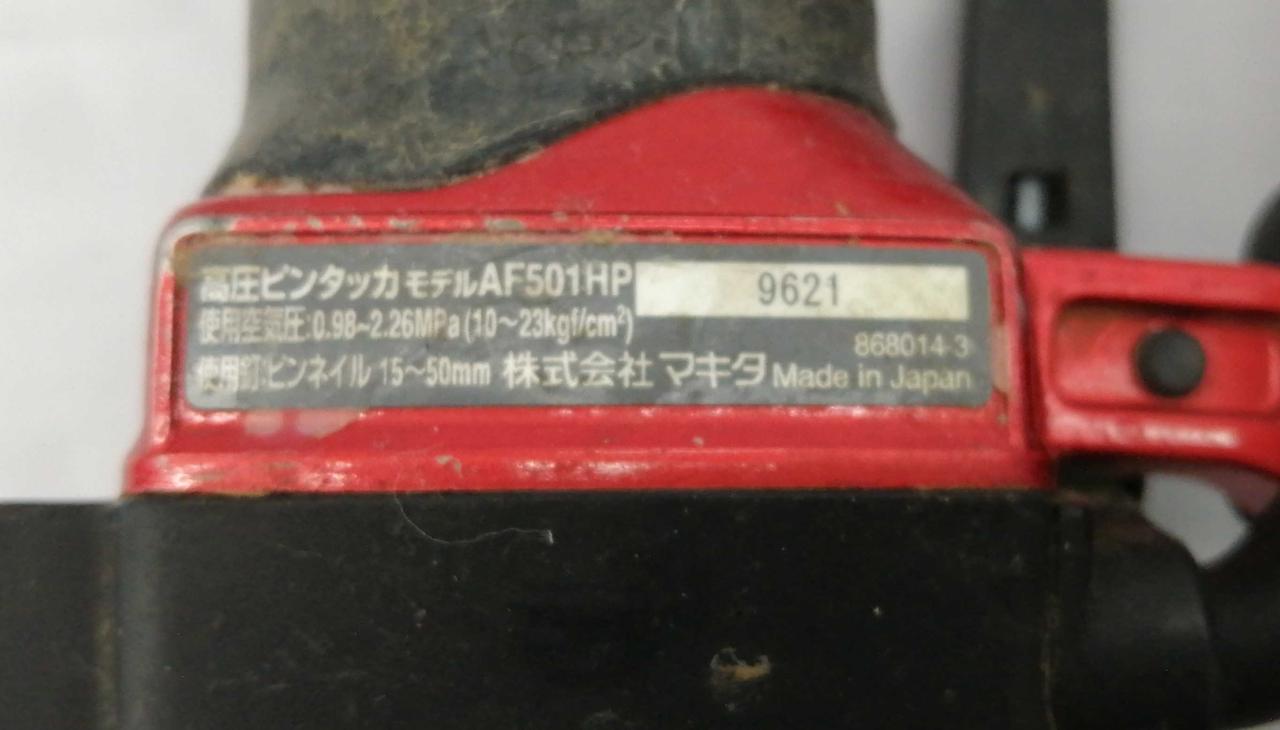 高圧ピンタッカ モデルAF501HP 9621
使用空気圧:0.98~2.26MPa(10～23kgf/cm²)
868014-3
使用釘:ピンネイル 15～50mm 株式会社 マキタ Made in Japan